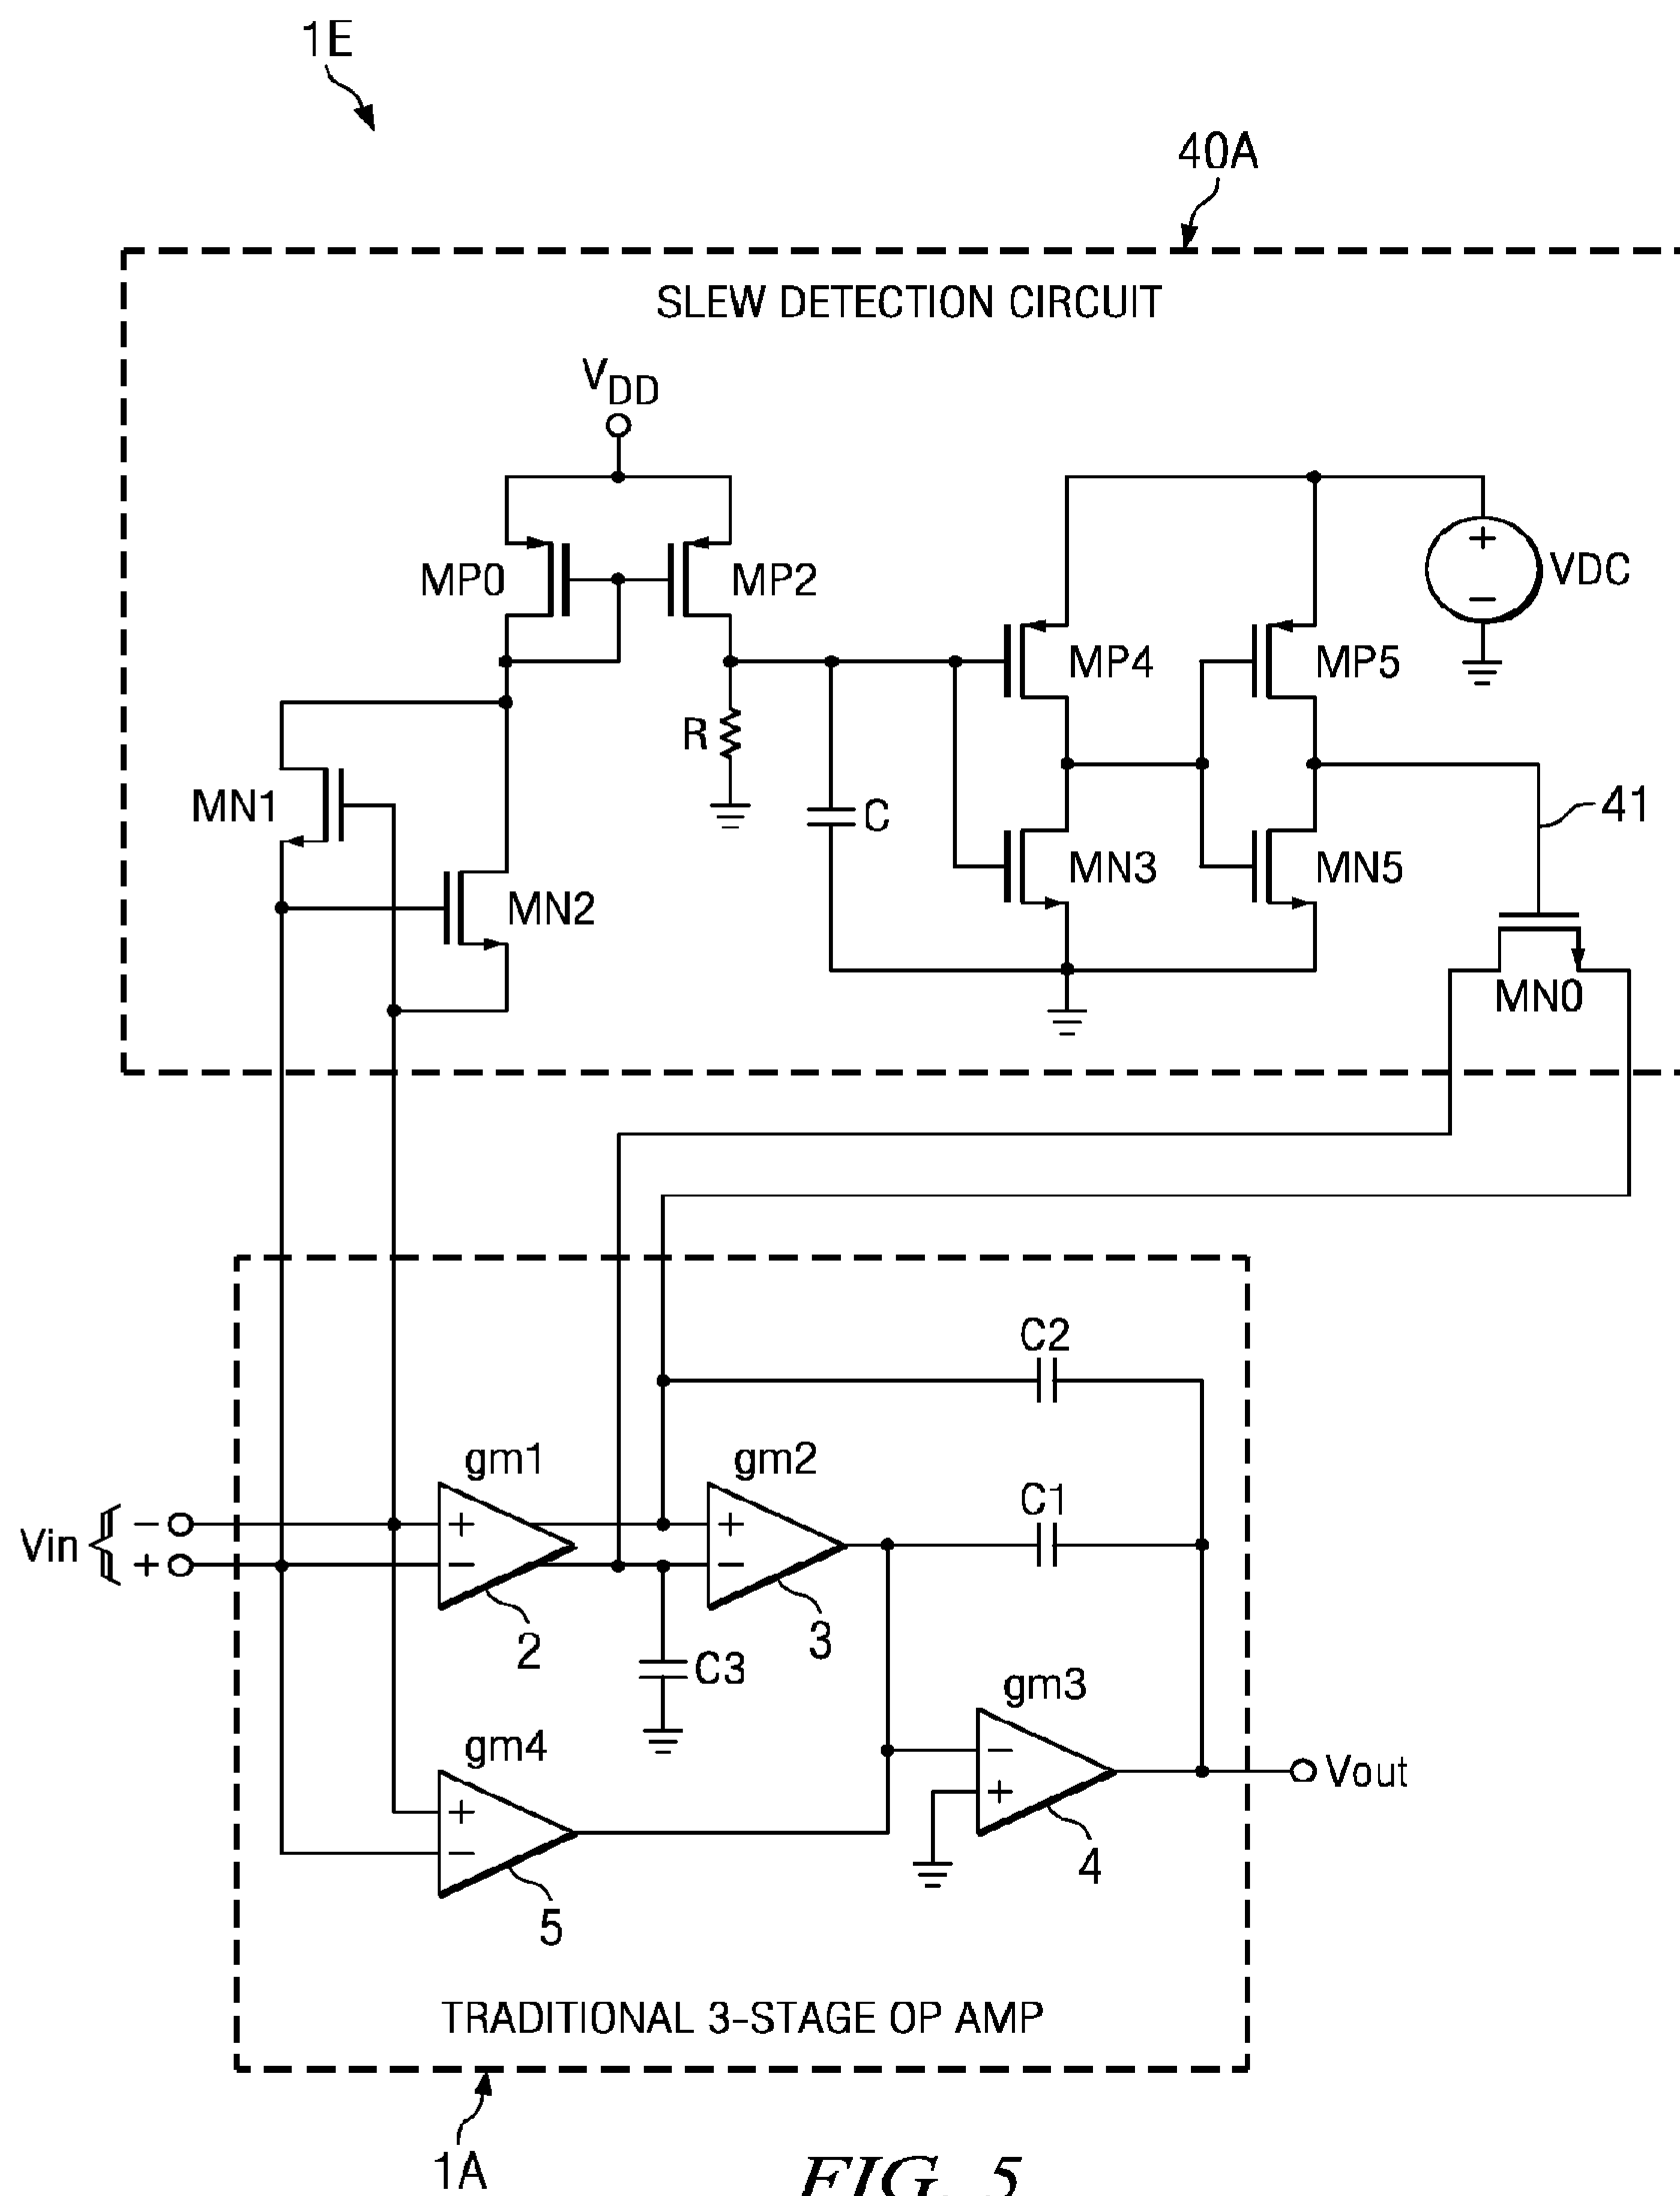 1E
40A
SLEW DETECTION CIRCUIT
VDD
MP0
MP2
MP4
MP5
+
−
VDC
R
C
MN1
MN2
MN3
MN5
41
MN0
C2
gm1
gm2
C1
Vin
−
+
+
−
+
−
2
3
C3
gm3
gm4
−
+
Vout
+
−
4
5
TRADITIONAL 3-STAGE OP AMP
1A
FIG. 5